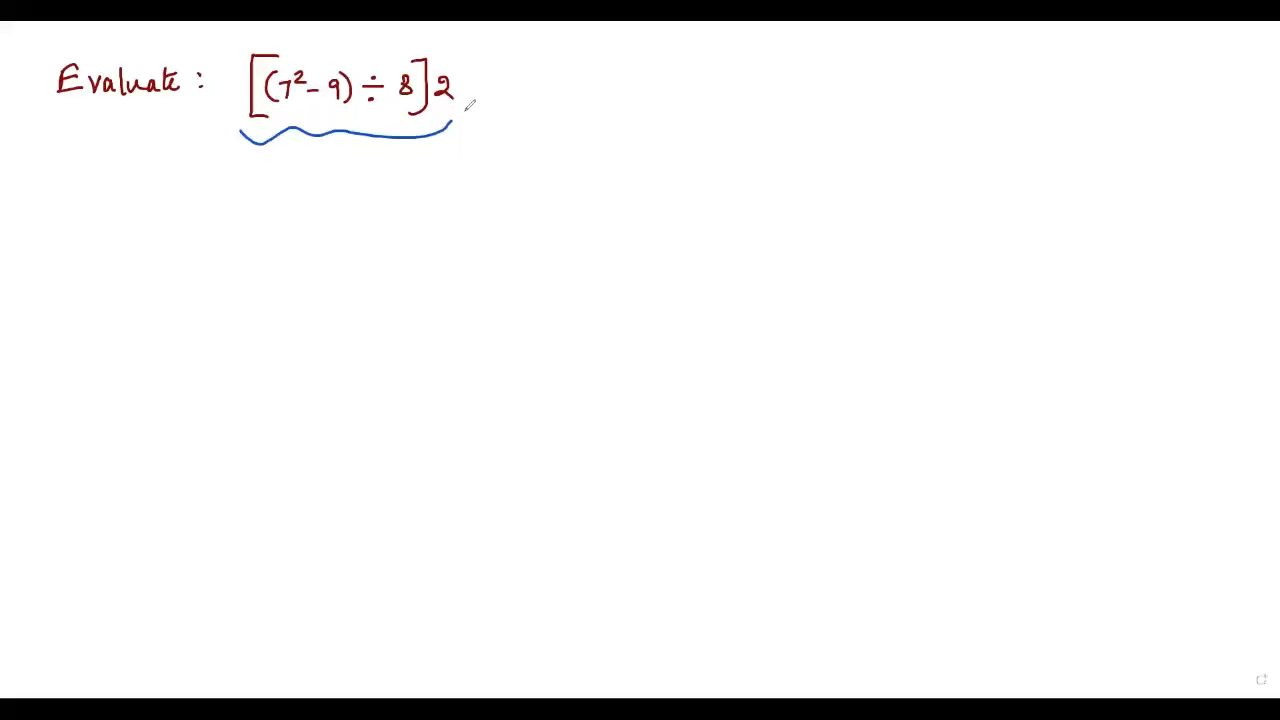 Evaluate : [(7² - 9) ÷ 8] 2